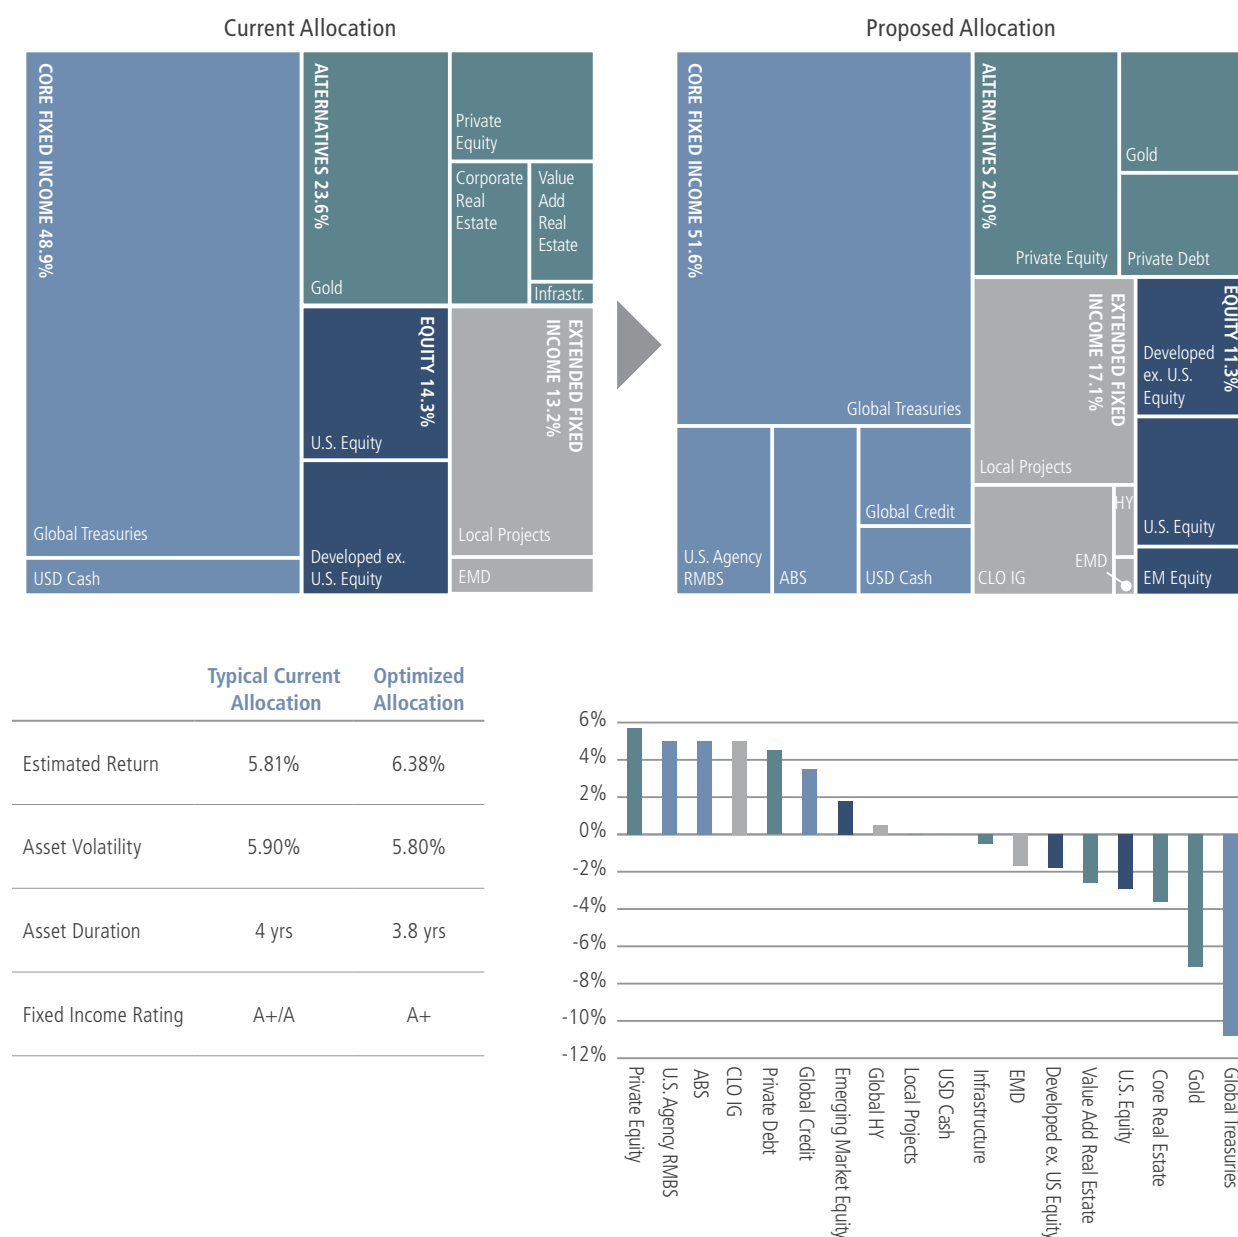 Current Allocation
CORE FIXED INCOME 48.9%
Global Treasuries
USD Cash
ALTERNATIVES 23.6%
Gold
Private
Equity
Corporate
Real
Estate
Value
Add
Real
Estate
Infrastr.
EQUITY 14.3%
U.S. Equity
Developed ex.
U.S. Equity
EXTENDED FIXED
INCOME 13.2%
Local Projects
EMD
Proposed Allocation
CORE FIXED INCOME 51.6%
Global Treasuries
U.S. Agency
RMBS
ABS
Global Credit
USD Cash
ALTERNATIVES 20.0%
Private Equity
Gold
Private Debt
EXTENDED FIXED
INCOME 17.1%
Local Projects
CLO IG
HY
EMD
EQUITY 11.3%
Developed
ex. U.S.
Equity
U.S. Equity
EM Equity
Typical Current
Allocation
Optimized
Allocation
Estimated Return 5.81% 6.38%
Asset Volatility 5.90% 5.80%
Asset Duration 4 yrs 3.8 yrs
Fixed Income Rating A+/A A+
6%
4%
2%
0%
-2%
-4%
-6%
-8%
-10%
-12%
Private
Equity
U.S. Agency RMBS
ABS
CLO IG
Private Debt
Global Credit
Emerging Market Equity
Global HY
Local Projects
USD Cash
Infrastructure
EMD
Developed ex. US Equity
Value Add Real Estate
U.S. Equity
Core Real Estate
Gold
Global Treasuries